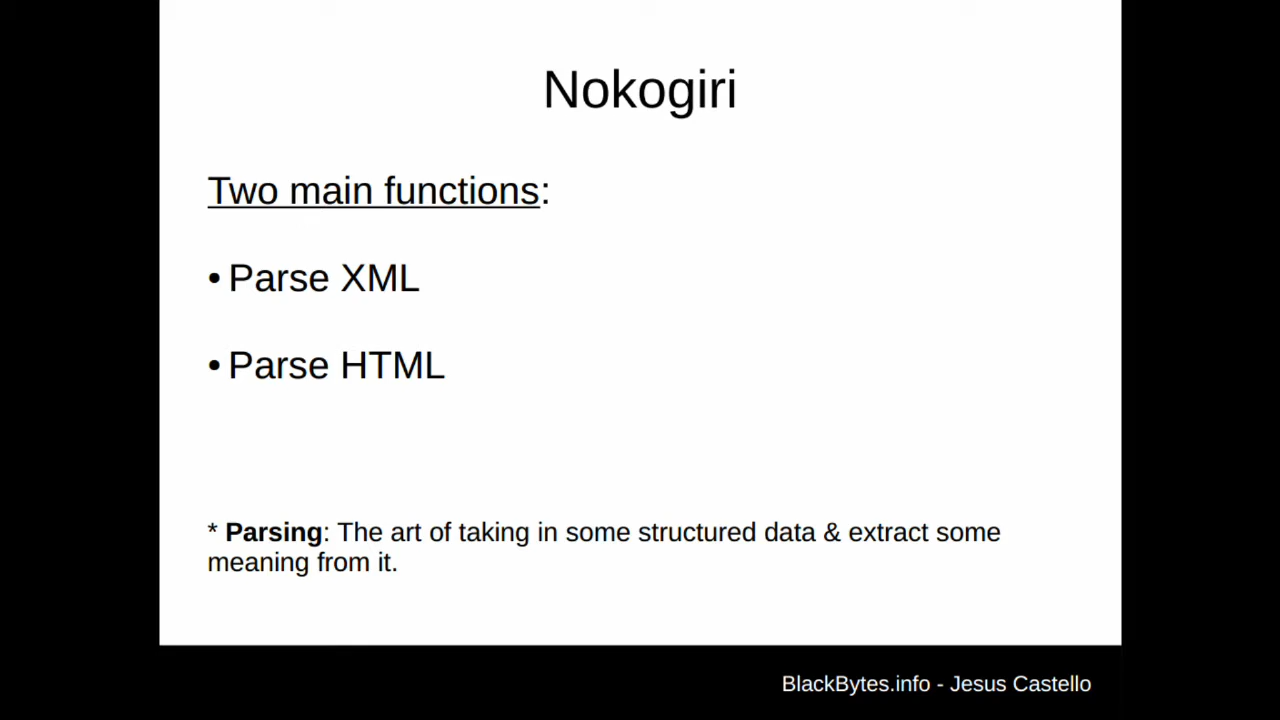 Nokogiri
Two main functions:
• Parse XML
• Parse HTML
* Parsing: The art of taking in some structured data & extract some
meaning from it.
BlackBytes.info - Jesus Castello